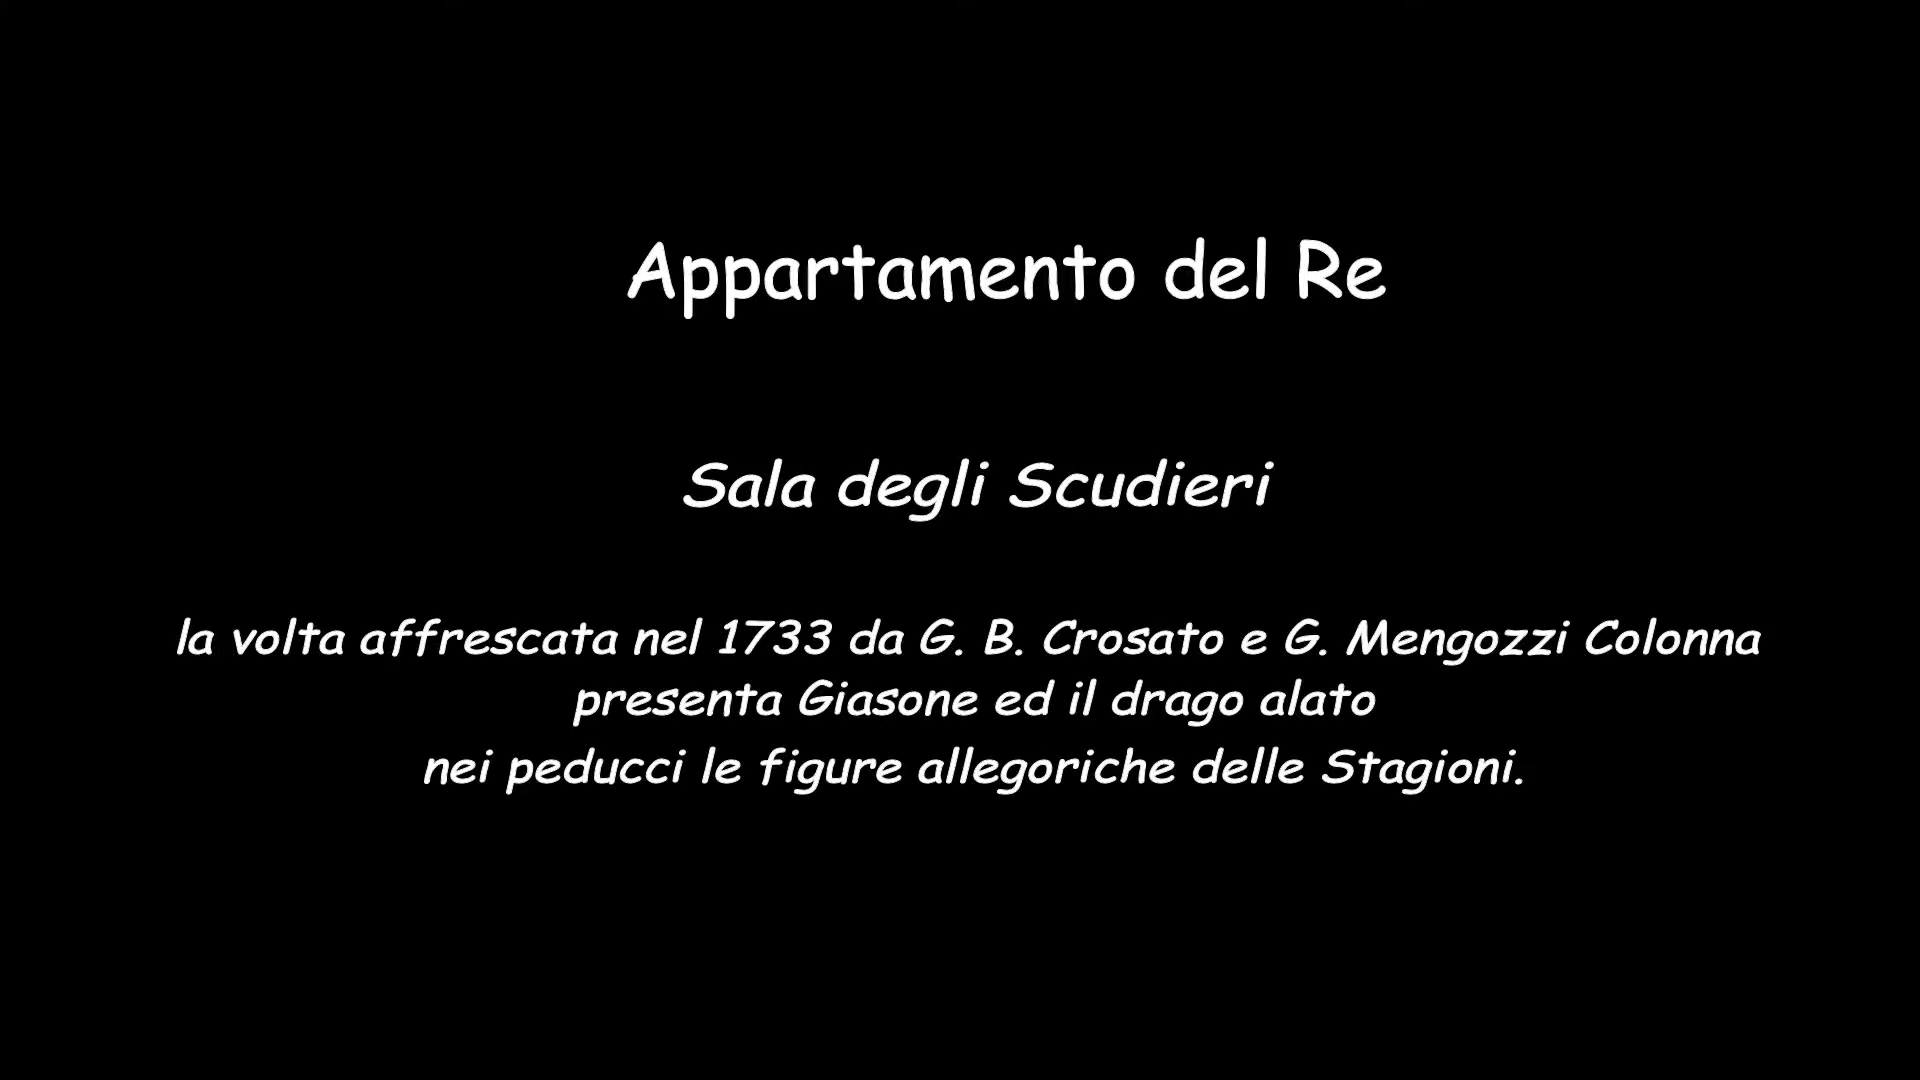 Appartamento del Re
Sala degli Scudieri
la volta affrescata nel 1733 da G. B. Crosato e G. Mengozzi Colonna
presenta Giasone ed il drago alato
nei peducci le figure allegoriche delle Stagioni.